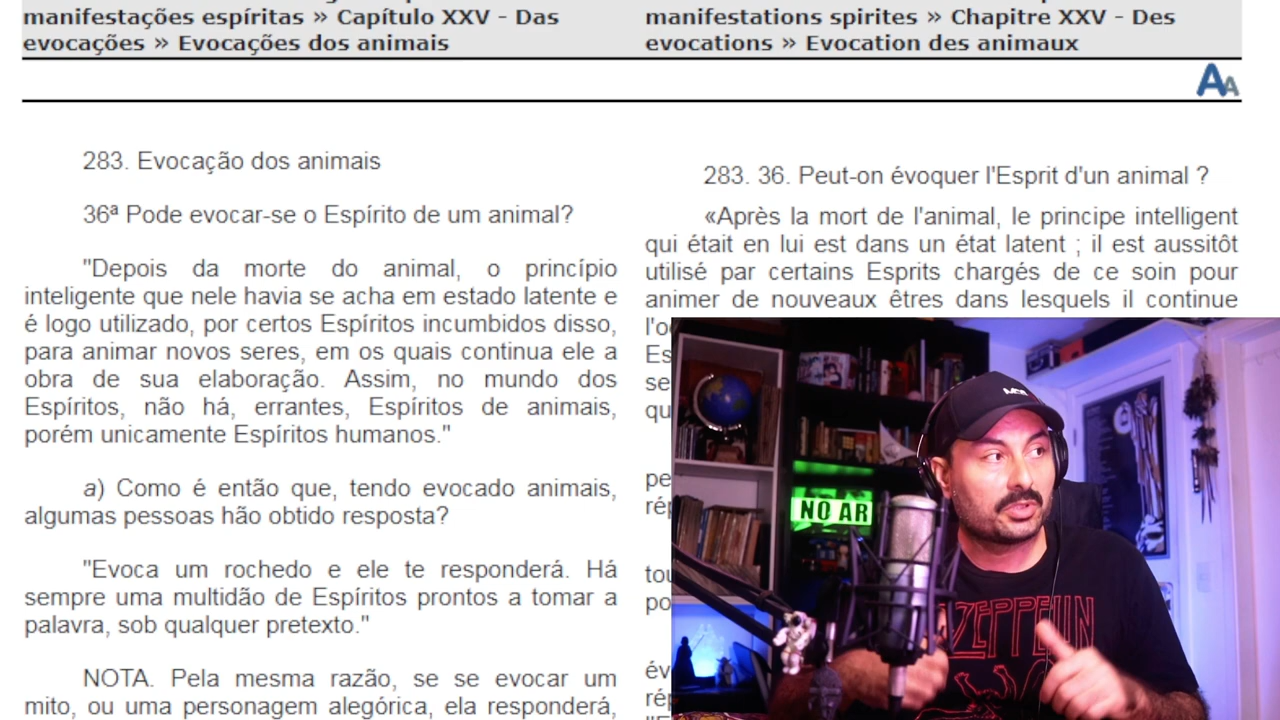 manifestações espíritas » Capítulo XXV - Das
evocações » Evocações dos animais
manifestations spirites » Chapitre XXV - Des
evocations » Evocation des animaux
283. Evocação dos animais
36ª Pode evocar-se o Espírito de um animal?
"Depois da morte do animal, o princípio
inteligente que nele havia se acha em estado latente e
é logo utilizado, por certos Espíritos incumbidos disso,
para animar novos seres, em os quais continua ele a
obra de sua elaboração. Assim, no mundo dos
Espíritos, não há, errantes, Espíritos de animais,
porém unicamente Espíritos humanos."
a) Como é então que, tendo evocado animais,
algumas pessoas hão obtido resposta?
"Evoca um rochedo e ele te responderá. Há
sempre uma multidão de Espíritos prontos a tomar a
palavra, sob qualquer pretexto."
NOTA. Pela mesma razão, se se evocar um
mito, ou uma personagem alegórica, ela responderá,
283. 36. Peut-on évoquer l'Esprit d'un animal ?
«Après la mort de l'animal, le principe intelligent
qui était en lui est dans un état latent ; il est aussitôt
utilisé par certains Esprits chargés de ce soin pour
animer de nouveaux êtres dans lesquels il continue
NO AR
ZEPPELIN